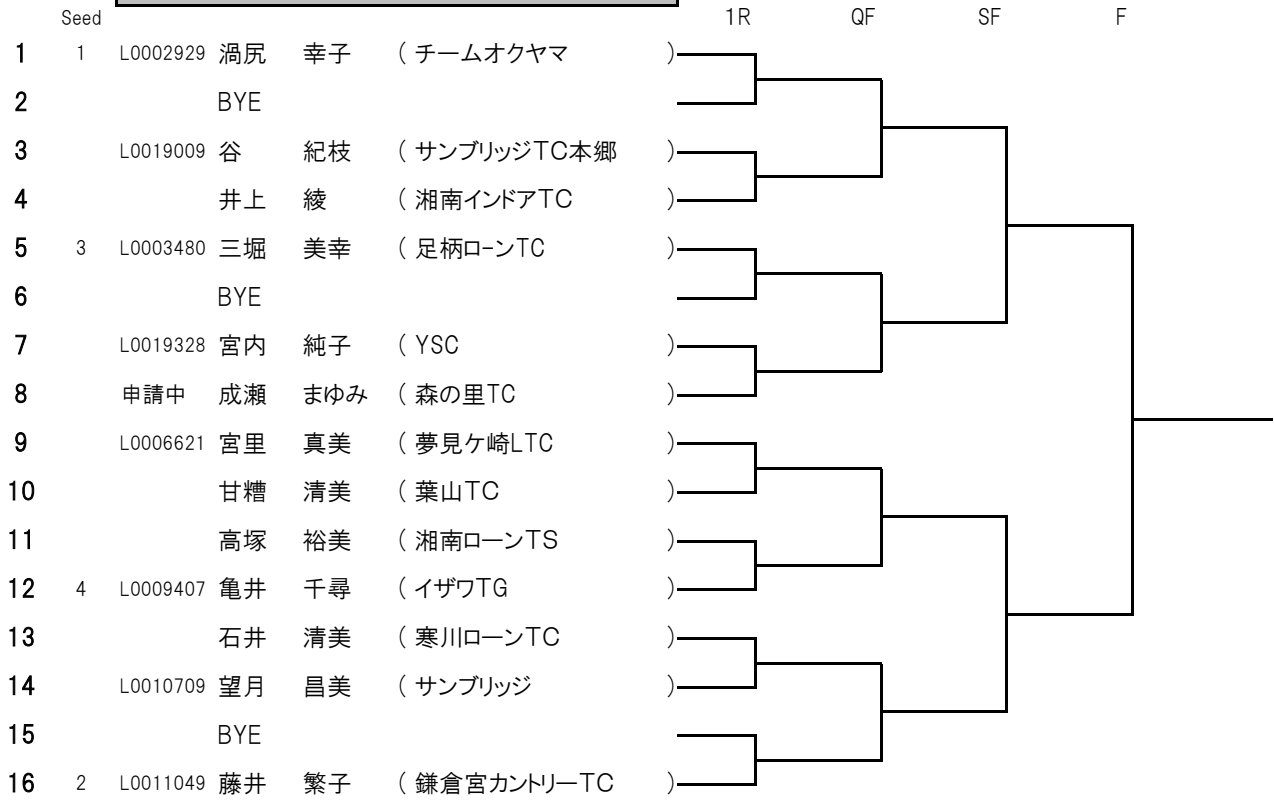 Seed 1R QF SF F
1 1 L0002929 渦尻 幸子 ( チームオクヤマ )
2 BYE
3 L0019009 谷 紀枝 ( サンブリッジTC本郷 )
4 井上 綾 ( 湘南インドアTC )
5 3 L0003480 三堀 美幸 ( 足柄ローンTC )
6 BYE
7 L0019328 宮内 純子 ( YSC )
8 申請中 成瀬 まゆみ ( 森の里TC )
9 L0006621 宮里 真美 ( 夢見ケ崎LTC )
10 甘糟 清美 ( 葉山TC )
11 高塚 裕美 ( 湘南ローンTS )
12 4 L0009407 亀井 千尋 ( イザワTG )
13 石井 清美 ( 寒川ローンTC )
14 L0010709 望月 昌美 ( サンブリッジ )
15 BYE
16 2 L0011049 藤井 繁子 ( 鎌倉宮カントリーTC )